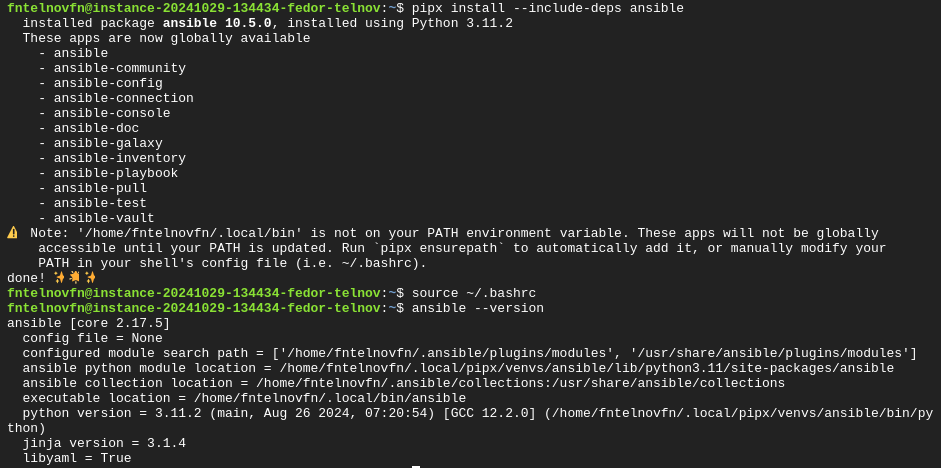 fntelnovfn@instance-20241029-134434-fedor-telnov:~$ pipx install --include-deps ansible
  installed package ansible 10.5.0, installed using Python 3.11.2
  These apps are now globally available
    - ansible
    - ansible-community
    - ansible-config
    - ansible-connection
    - ansible-console
    - ansible-doc
    - ansible-galaxy
    - ansible-inventory
    - ansible-playbook
    - ansible-pull
    - ansible-test
    - ansible-vault
⚠️  Note: '/home/fntelnovfn/.local/bin' is not on your PATH environment variable. These apps will not be globally
    accessible until your PATH is updated. Run `pipx ensurepath` to automatically add it, or manually modify your
    PATH in your shell's config file (i.e. ~/.bashrc).
done! ✨ 🌟 ✨
fntelnovfn@instance-20241029-134434-fedor-telnov:~$ source ~/.bashrc
fntelnovfn@instance-20241029-134434-fedor-telnov:~$ ansible --version
ansible [core 2.17.5]
  config file = None
  configured module search path = ['/home/fntelnovfn/.ansible/plugins/modules', '/usr/share/ansible/plugins/modules']
  ansible python module location = /home/fntelnovfn/.local/pipx/venvs/ansible/lib/python3.11/site-packages/ansible
  ansible collection location = /home/fntelnovfn/.ansible/collections:/usr/share/ansible/collections
  executable location = /home/fntelnovfn/.local/bin/ansible
  python version = 3.11.2 (main, Aug 26 2024, 07:20:54) [GCC 12.2.0] (/home/fntelnovfn/.local/pipx/venvs/ansible/bin/py
thon)
  jinja version = 3.1.4
  libyaml = True